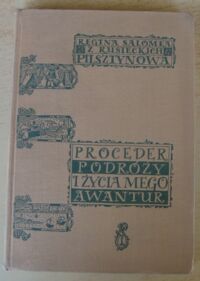 REGINA SALOMEA
Z RUSIECKICH
PILSZTYNOWA
PROCEDER
PODRÓŻY
I ŻYCIA MEGO
AWANTUR